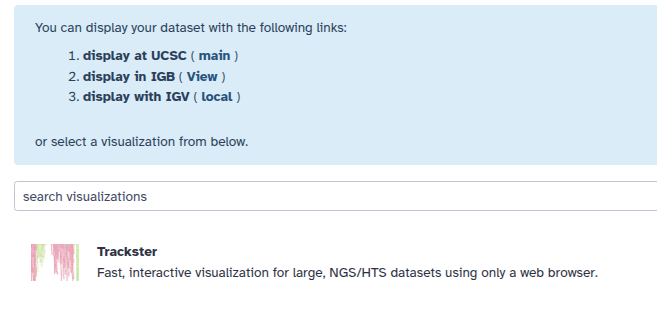 You can display your dataset with the following links:
1. display at UCSC ( main )
2. display in IGB ( View )
3. display with IGV ( local )
or select a visualization from below.
search visualizations
Trackster
Fast, interactive visualization for large, NGS/HTS datasets using only a web browser.